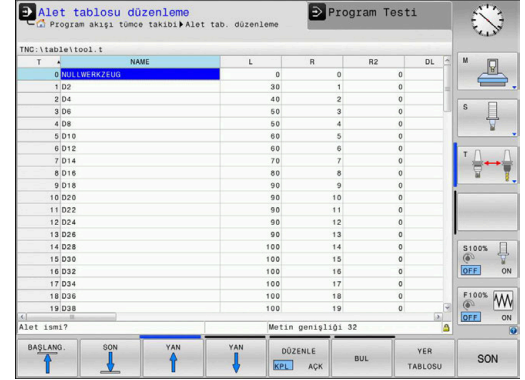 Alet tablosu düzenleme
Program akışı tümce takibi▸Alet tab. düzenleme
Program Testi
TNC:\table\tool.t
T NAME L R R2 DL
0 NULLWERKZEUG 0 0 0
1 D2 30 1 0
2 D4 40 2 0
3 D6 50 3 0
4 D8 50 4 0
5 D10 60 5 0
6 D12 60 6 0
7 D14 70 7 0
8 D16 80 8 0
9 D18 90 9 0
10 D20 90 10 0
11 D22 90 11 0
12 D24 90 12 0
13 D26 90 13 0
14 D28 100 14 0
15 D30 100 15 0
16 D32 100 16 0
17 D34 100 17 0
18 D36 100 18 0
19 D38 100 19 0
Alet ismi? Metin genişliği 32
M
S
T
S100%
OFF ON
F100%
OFF ON
BAŞLANG.
SON
YAN
YAN
DÜZENLE
KPL AÇK
BUL
YER
TABLOSU
SON